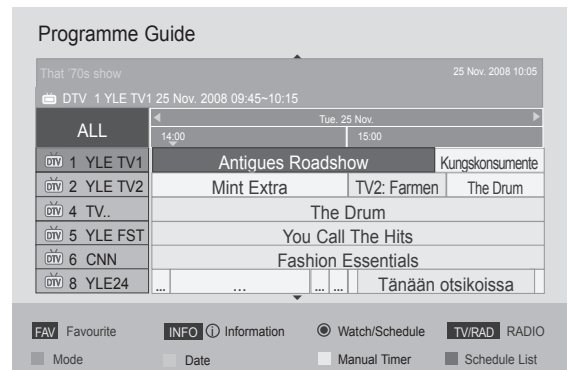 Programme Guide
That '70s show 25 Nov. 2008 10:05
DTV 1 YLE TV1 25 Nov. 2008 09:45~10:15
ALL Tue. 25 Nov.
14:00 15:00
DTV 1 YLE TV1 Antigues Roadshow Kungskonsumente
DTV 2 YLE TV2 Mint Extra TV2: Farmen The Drum
DTV 4 TV.. The Drum
DTV 5 YLE FST You Call The Hits
DTV 6 CNN Fashion Essentials
DTV 8 YLE24 ... ... ... ... Tänään otsikoissa
FAV Favourite INFO ⓘ Information Watch/Schedule TV/RAD RADIO
Mode Date Manual Timer Schedule List